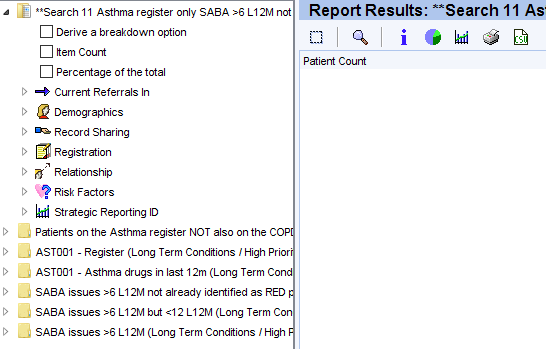 **Search 11 Asthma register only SABA >6 L12M not
Derive a breakdown option
Item Count
Percentage of the total
Current Referrals In
Demographics
Record Sharing
Registration
Relationship
Risk Factors
Strategic Reporting ID
Patients on the Asthma register NOT also on the COPD
AST001 - Register (Long Term Conditions / High Priorit
AST001 - Asthma drugs in last 12m (Long Term Cond
SABA issues >6 L12M not already identified as RED p
SABA issues >6 L12M but <12 L12M (Long Term Con
SABA issues >6 L12M (Long Term Conditions / High P
Report Results: **Search 11 Ast
CSV
Patient Count